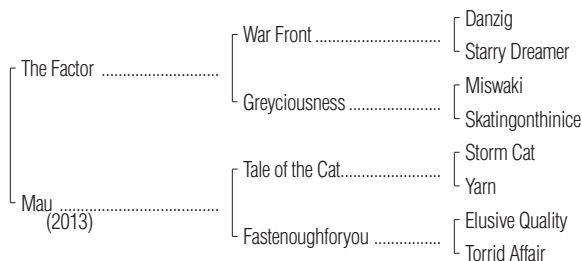 Danzig
War Front
Starry Dreamer
The Factor
Miswaki
Greyciousness
Skatingonthinice
Storm Cat
Tale of the Cat
Yarn
Mau
(2013)
Elusive Quality
Fastenoughforyou
Torrid Affair